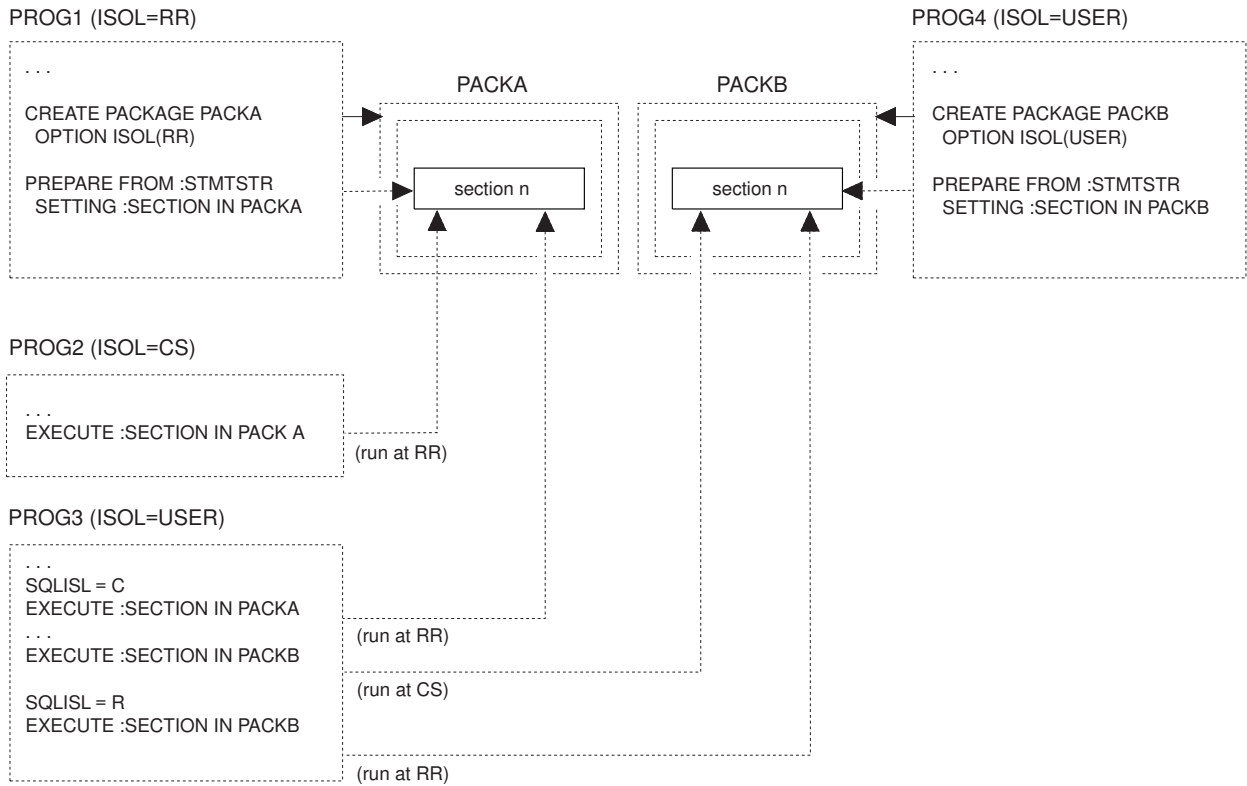 PROG1 (ISOL=RR)
. . .
CREATE PACKAGE PACKA
OPTION ISOL(RR)
PREPARE FROM :STMTSTR
SETTING :SECTION IN PACKA
PACKA
section n
PACKB
section n
PROG4 (ISOL=USER)
. . .
CREATE PACKAGE PACKB
OPTION ISOL(USER)
PREPARE FROM :STMTSTR
SETTING :SECTION IN PACKB
PROG2 (ISOL=CS)
. . .
EXECUTE :SECTION IN PACK A
(run at RR)
PROG3 (ISOL=USER)
. . .
SQLISL = C
EXECUTE :SECTION IN PACKA
(run at RR)
. . .
EXECUTE :SECTION IN PACKB
(run at CS)
SQLISL = R
EXECUTE :SECTION IN PACKB
(run at RR)